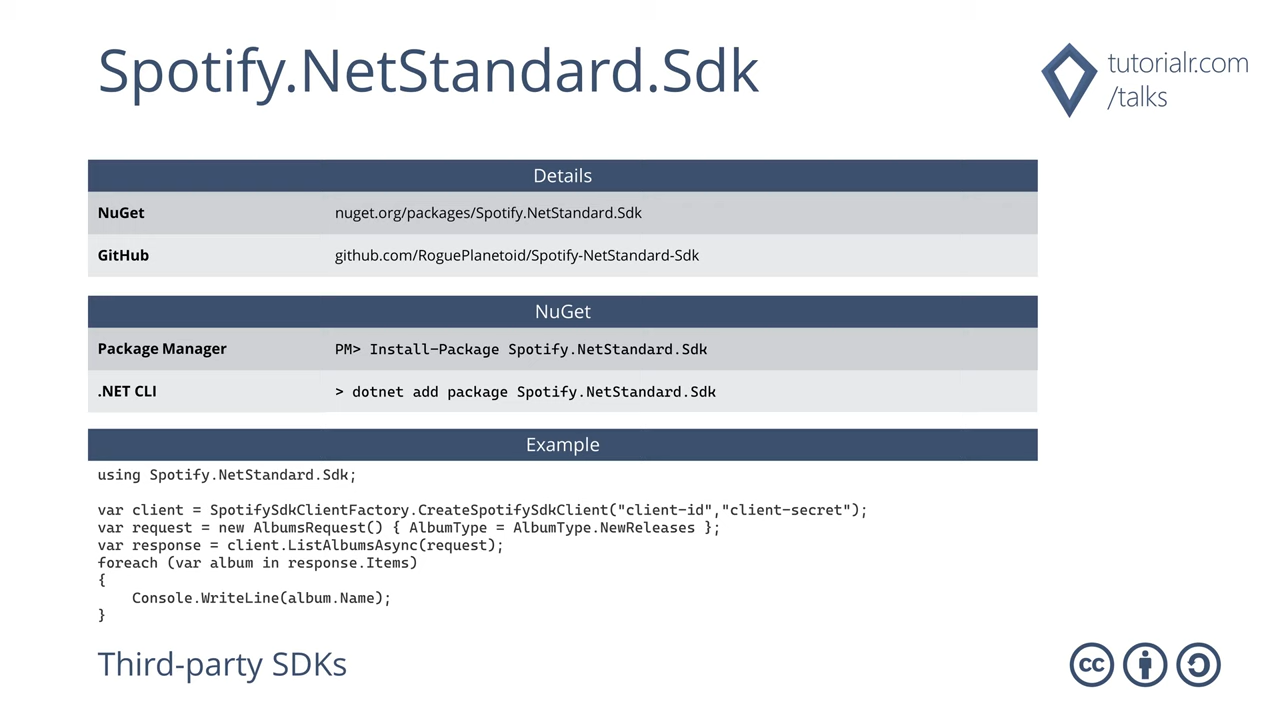 Spotify.NetStandard.Sdk
tutorialr.com
/talks
Details
NuGet nuget.org/packages/Spotify.NetStandard.Sdk
GitHub github.com/RoguePlanetoid/Spotify-NetStandard-Sdk
NuGet
Package Manager PM> Install-Package Spotify.NetStandard.Sdk
.NET CLI > dotnet add package Spotify.NetStandard.Sdk
Example
using Spotify.NetStandard.Sdk;
var client = SpotifySdkClientFactory.CreateSpotifySdkClient("client-id","client-secret");
var request = new AlbumsRequest() { AlbumType = AlbumType.NewReleases };
var response = client.ListAlbumsAsync(request);
foreach (var album in response.Items)
{
    Console.WriteLine(album.Name);
}
Third-party SDKs
cc